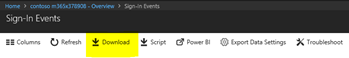 Home > contoso m365x378908 - Overview > Sign-in Events
Sign-In Events
Columns Refresh Download Script Power BI Export Data Settings Troubleshoot